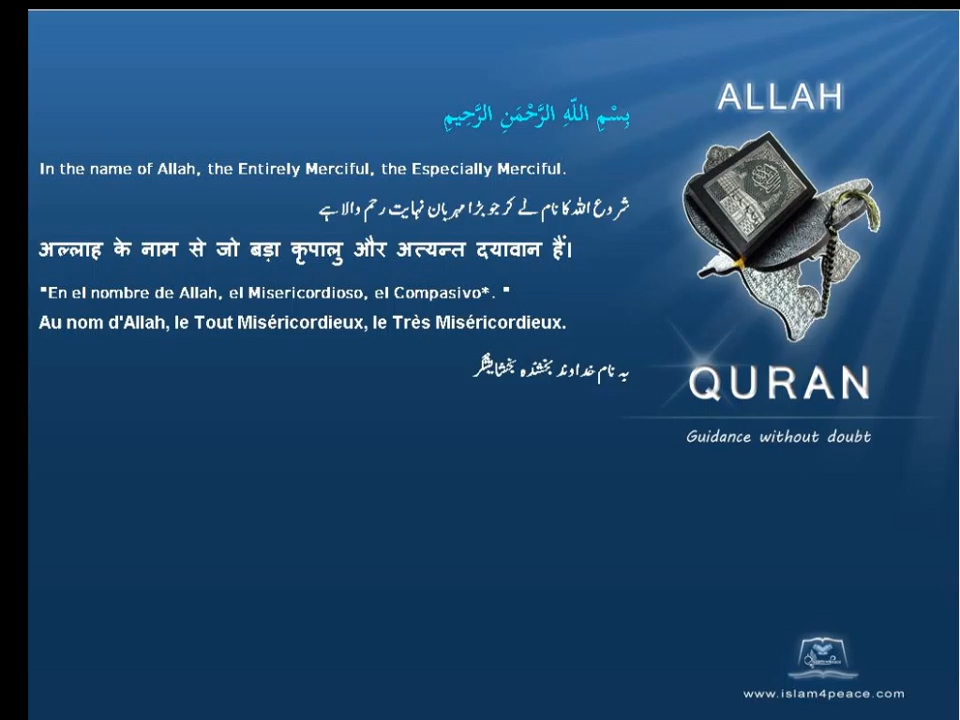 بِسْمِ اللّهِ الرَّحْمَنِ الرَّحِيمِ
In the name of Allah, the Entirely Merciful, the Especially Merciful.
شروع الله کا نام لے کر جو بڑا مہربان نہایت رحم والا ہے
अल्लाह के नाम से जो बड़ा कृपालु और अत्यन्त दयावान हैं।
"En el nombre de Allah, el Misericordioso, el Compasivo*. "
Au nom d'Allah, le Tout Miséricordieux, le Très Miséricordieux.
به نام خداوند بخشنده بخشایشگر
ALLAH
QURAN
Guidance without doubt
www.islam4peace.com